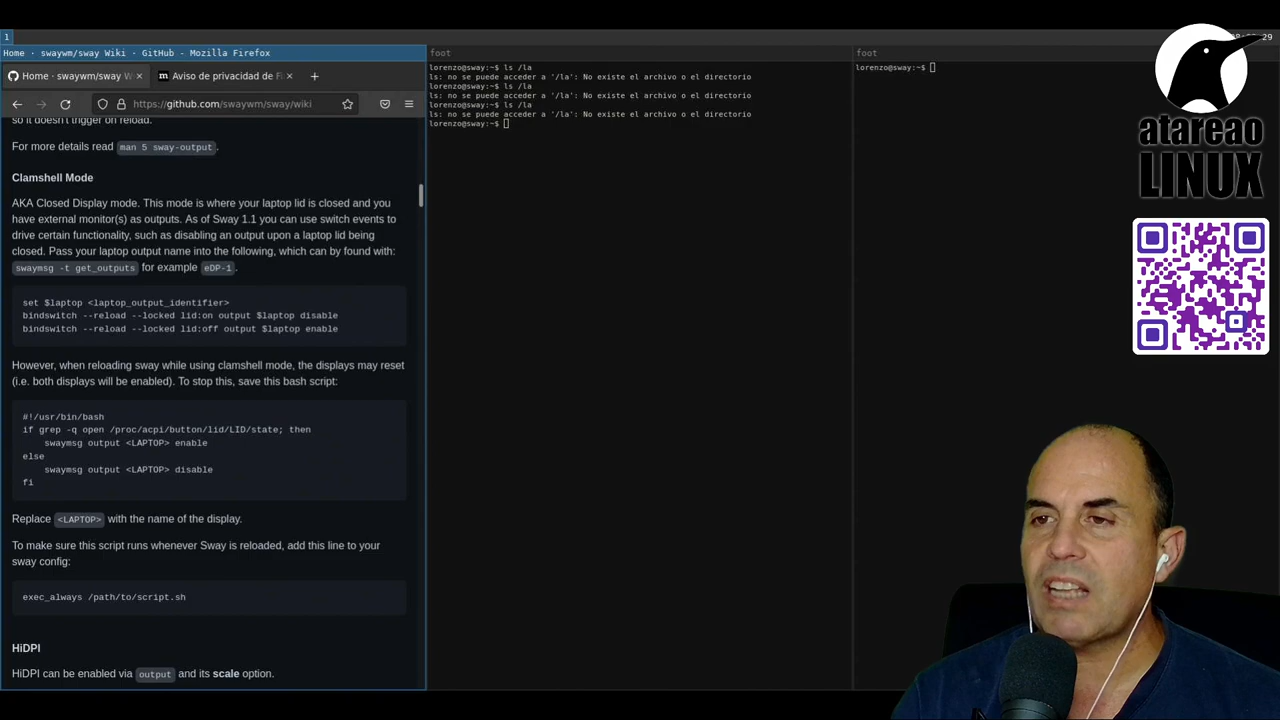 1
Home · swaywm/sway Wiki · GitHub - Mozilla Firefox
Home · swaywm/sway W
Aviso de privacidad de Fi
https://github.com/swaywm/sway/wiki
so it doesn't trigger on reload.
For more details read man 5 sway-output.
Clamshell Mode
AKA Closed Display mode. This mode is where your laptop lid is closed and you
have external monitor(s) as outputs. As of Sway 1.1 you can use switch events to
drive certain functionality, such as disabling an output upon a laptop lid being
closed. Pass your laptop output name into the following, which can by found with:
swaymsg -t get_outputs for example eDP-1.
set $laptop <laptop_output_identifier>
bindswitch --reload --locked lid:on output $laptop disable
bindswitch --reload --locked lid:off output $laptop enable
However, when reloading sway while using clamshell mode, the displays may reset
(i.e. both displays will be enabled). To stop this, save this bash script:
#!/usr/bin/bash
if grep -q open /proc/acpi/button/lid/LID/state; then
    swaymsg output <LAPTOP> enable
else
    swaymsg output <LAPTOP> disable
fi
Replace <LAPTOP> with the name of the display.
To make sure this script runs whenever Sway is reloaded, add this line to your
sway config:
exec_always /path/to/script.sh
HiDPI
HiDPI can be enabled via output and its scale option.
foot
lorenzo@sway:~$ ls /la
ls: no se puede acceder a '/la': No existe el archivo o el directorio
lorenzo@sway:~$ ls /la
ls: no se puede acceder a '/la': No existe el archivo o el directorio
lorenzo@sway:~$ ls /la
ls: no se puede acceder a '/la': No existe el archivo o el directorio
lorenzo@sway:~$
foot
lorenzo@sway:~$
atareao
LINUX